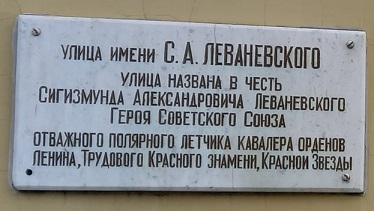 УЛИЦА ИМЕНИ С. А. ЛЕВАНЕВСКОГО
УЛИЦА НАЗВАНА В ЧЕСТЬ
СИГИЗМУНДА АЛЕКСАНДРОВИЧА ЛЕВАНЕВСКОГО
ГЕРОЯ СОВЕТСКОГО СОЮЗА
ОТВАЖНОГО ПОЛЯРНОГО ЛЕТЧИКА КАВАЛЕРА ОРДЕНОВ
ЛЕНИНА, ТРУДОВОГО КРАСНОГО ЗНАМЕНИ, КРАСНОЙ ЗВЕЗДЫ